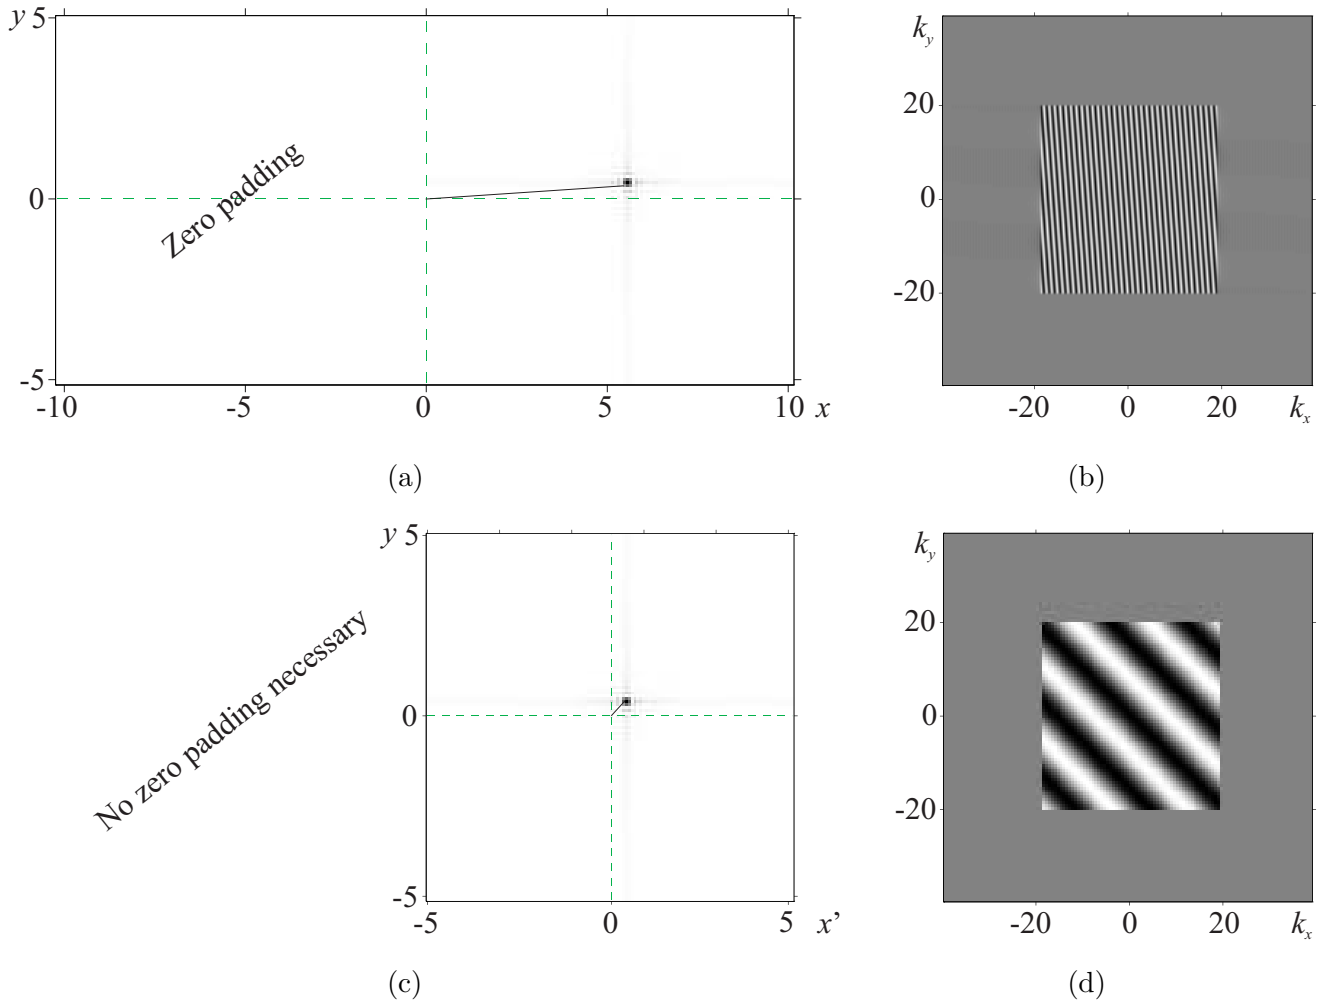 y 5
0
-5
-10 -5 0 5 10 x
Zero padding
(a)
k_y
20
0
-20
-20 0 20 k_x
(b)
y 5
0
-5
-5 0 5 x'
No zero padding necessary
(c)
k_y
20
0
-20
-20 0 20 k_x
(d)